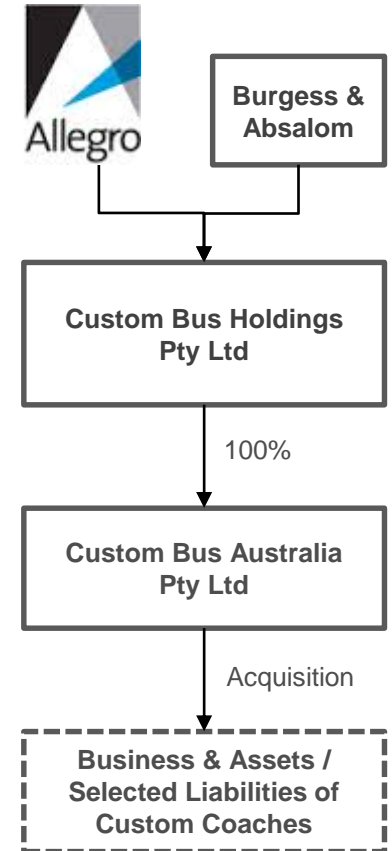 Allegro
Burgess &
Absalom
Custom Bus Holdings
Pty Ltd
100%
Custom Bus Australia
Pty Ltd
Acquisition
Business & Assets /
Selected Liabilities of
Custom Coaches